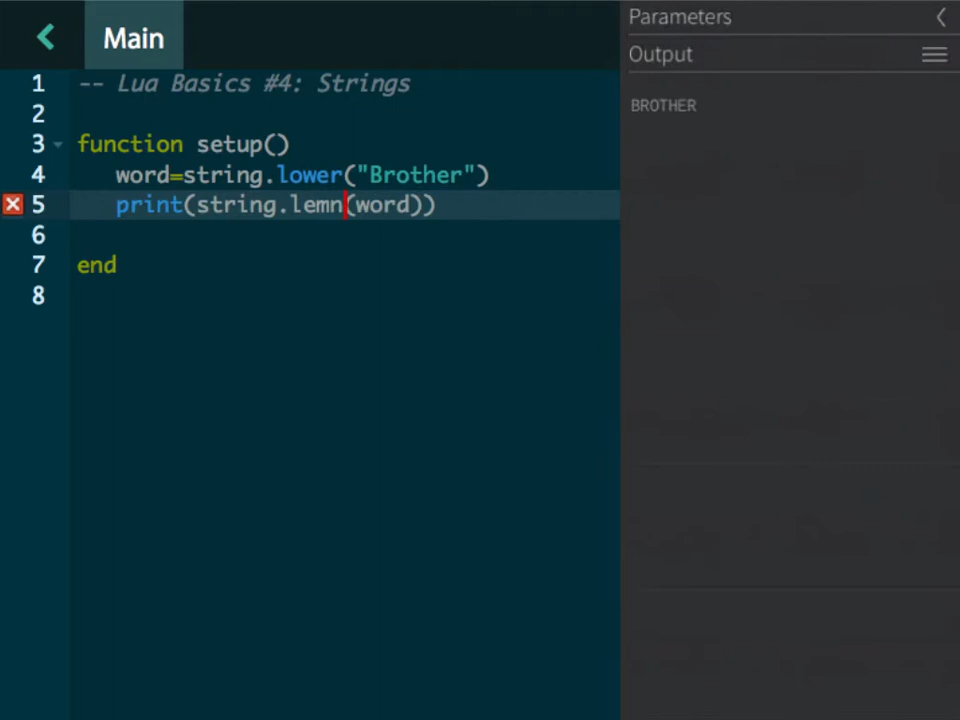 Main
1 -- Lua Basics #4: Strings
2
3 function setup()
4 word=string.lower("Brother")
5 print(string.lemn(word))
6
7 end
8
Parameters
Output
BROTHER